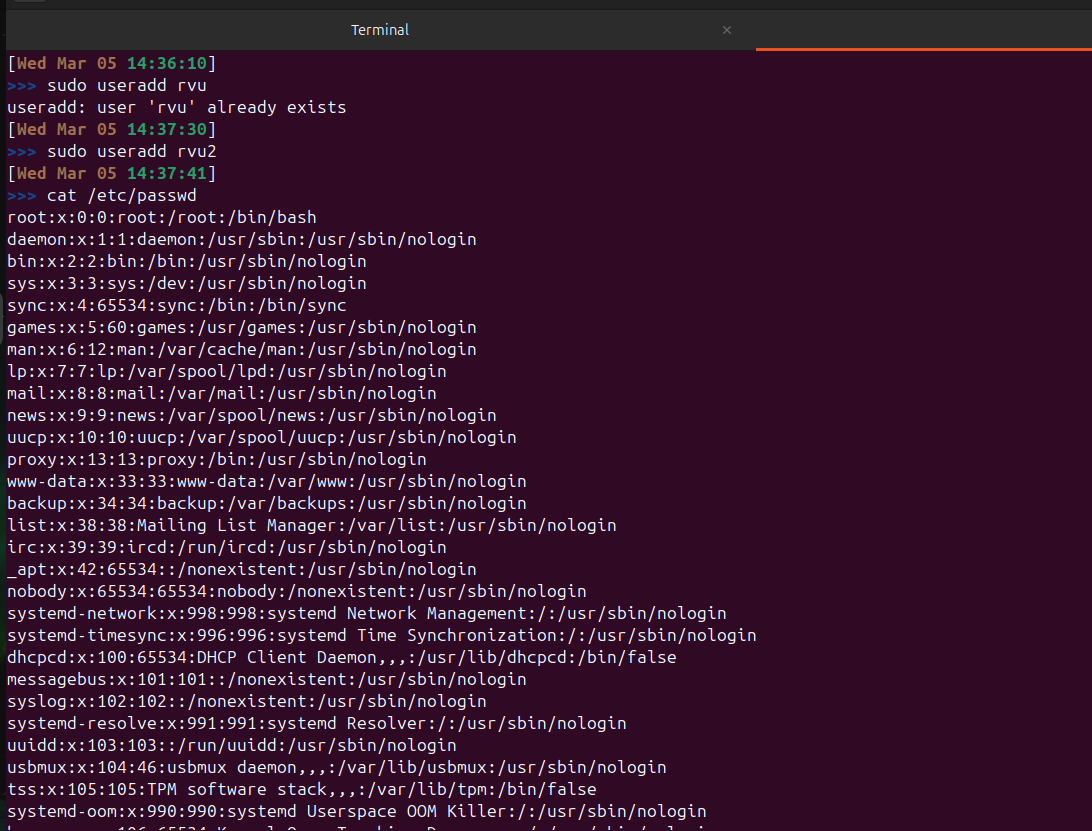 Terminal
[Wed Mar 05 14:36:10]
>>> sudo useradd rvu
useradd: user 'rvu' already exists
[Wed Mar 05 14:37:30]
>>> sudo useradd rvu2
[Wed Mar 05 14:37:41]
>>> cat /etc/passwd
root:x:0:0:root:/root:/bin/bash
daemon:x:1:1:daemon:/usr/sbin:/usr/sbin/nologin
bin:x:2:2:bin:/bin:/usr/sbin/nologin
sys:x:3:3:sys:/dev:/usr/sbin/nologin
sync:x:4:65534:sync:/bin:/bin/sync
games:x:5:60:games:/usr/games:/usr/sbin/nologin
man:x:6:12:man:/var/cache/man:/usr/sbin/nologin
lp:x:7:7:lp:/var/spool/lpd:/usr/sbin/nologin
mail:x:8:8:mail:/var/mail:/usr/sbin/nologin
news:x:9:9:news:/var/spool/news:/usr/sbin/nologin
uucp:x:10:10:uucp:/var/spool/uucp:/usr/sbin/nologin
proxy:x:13:13:proxy:/bin:/usr/sbin/nologin
www-data:x:33:33:www-data:/var/www:/usr/sbin/nologin
backup:x:34:34:backup:/var/backups:/usr/sbin/nologin
list:x:38:38:Mailing List Manager:/var/list:/usr/sbin/nologin
irc:x:39:39:ircd:/run/ircd:/usr/sbin/nologin
_apt:x:42:65534::/nonexistent:/usr/sbin/nologin
nobody:x:65534:65534:nobody:/nonexistent:/usr/sbin/nologin
systemd-network:x:998:998:systemd Network Management:/:/usr/sbin/nologin
systemd-timesync:x:996:996:systemd Time Synchronization:/:/usr/sbin/nologin
dhcpcd:x:100:65534:DHCP Client Daemon,,,:/usr/lib/dhcpcd:/bin/false
messagebus:x:101:101::/nonexistent:/usr/sbin/nologin
syslog:x:102:102::/nonexistent:/usr/sbin/nologin
systemd-resolve:x:991:991:systemd Resolver:/:/usr/sbin/nologin
uuidd:x:103:103::/run/uuidd:/usr/sbin/nologin
usbmux:x:104:46:usbmux daemon,,,:/var/lib/usbmux:/usr/sbin/nologin
tss:x:105:105:TPM software stack,,,:/var/lib/tpm:/bin/false
systemd-oom:x:990:990:systemd Userspace OOM Killer:/:/usr/sbin/nologin